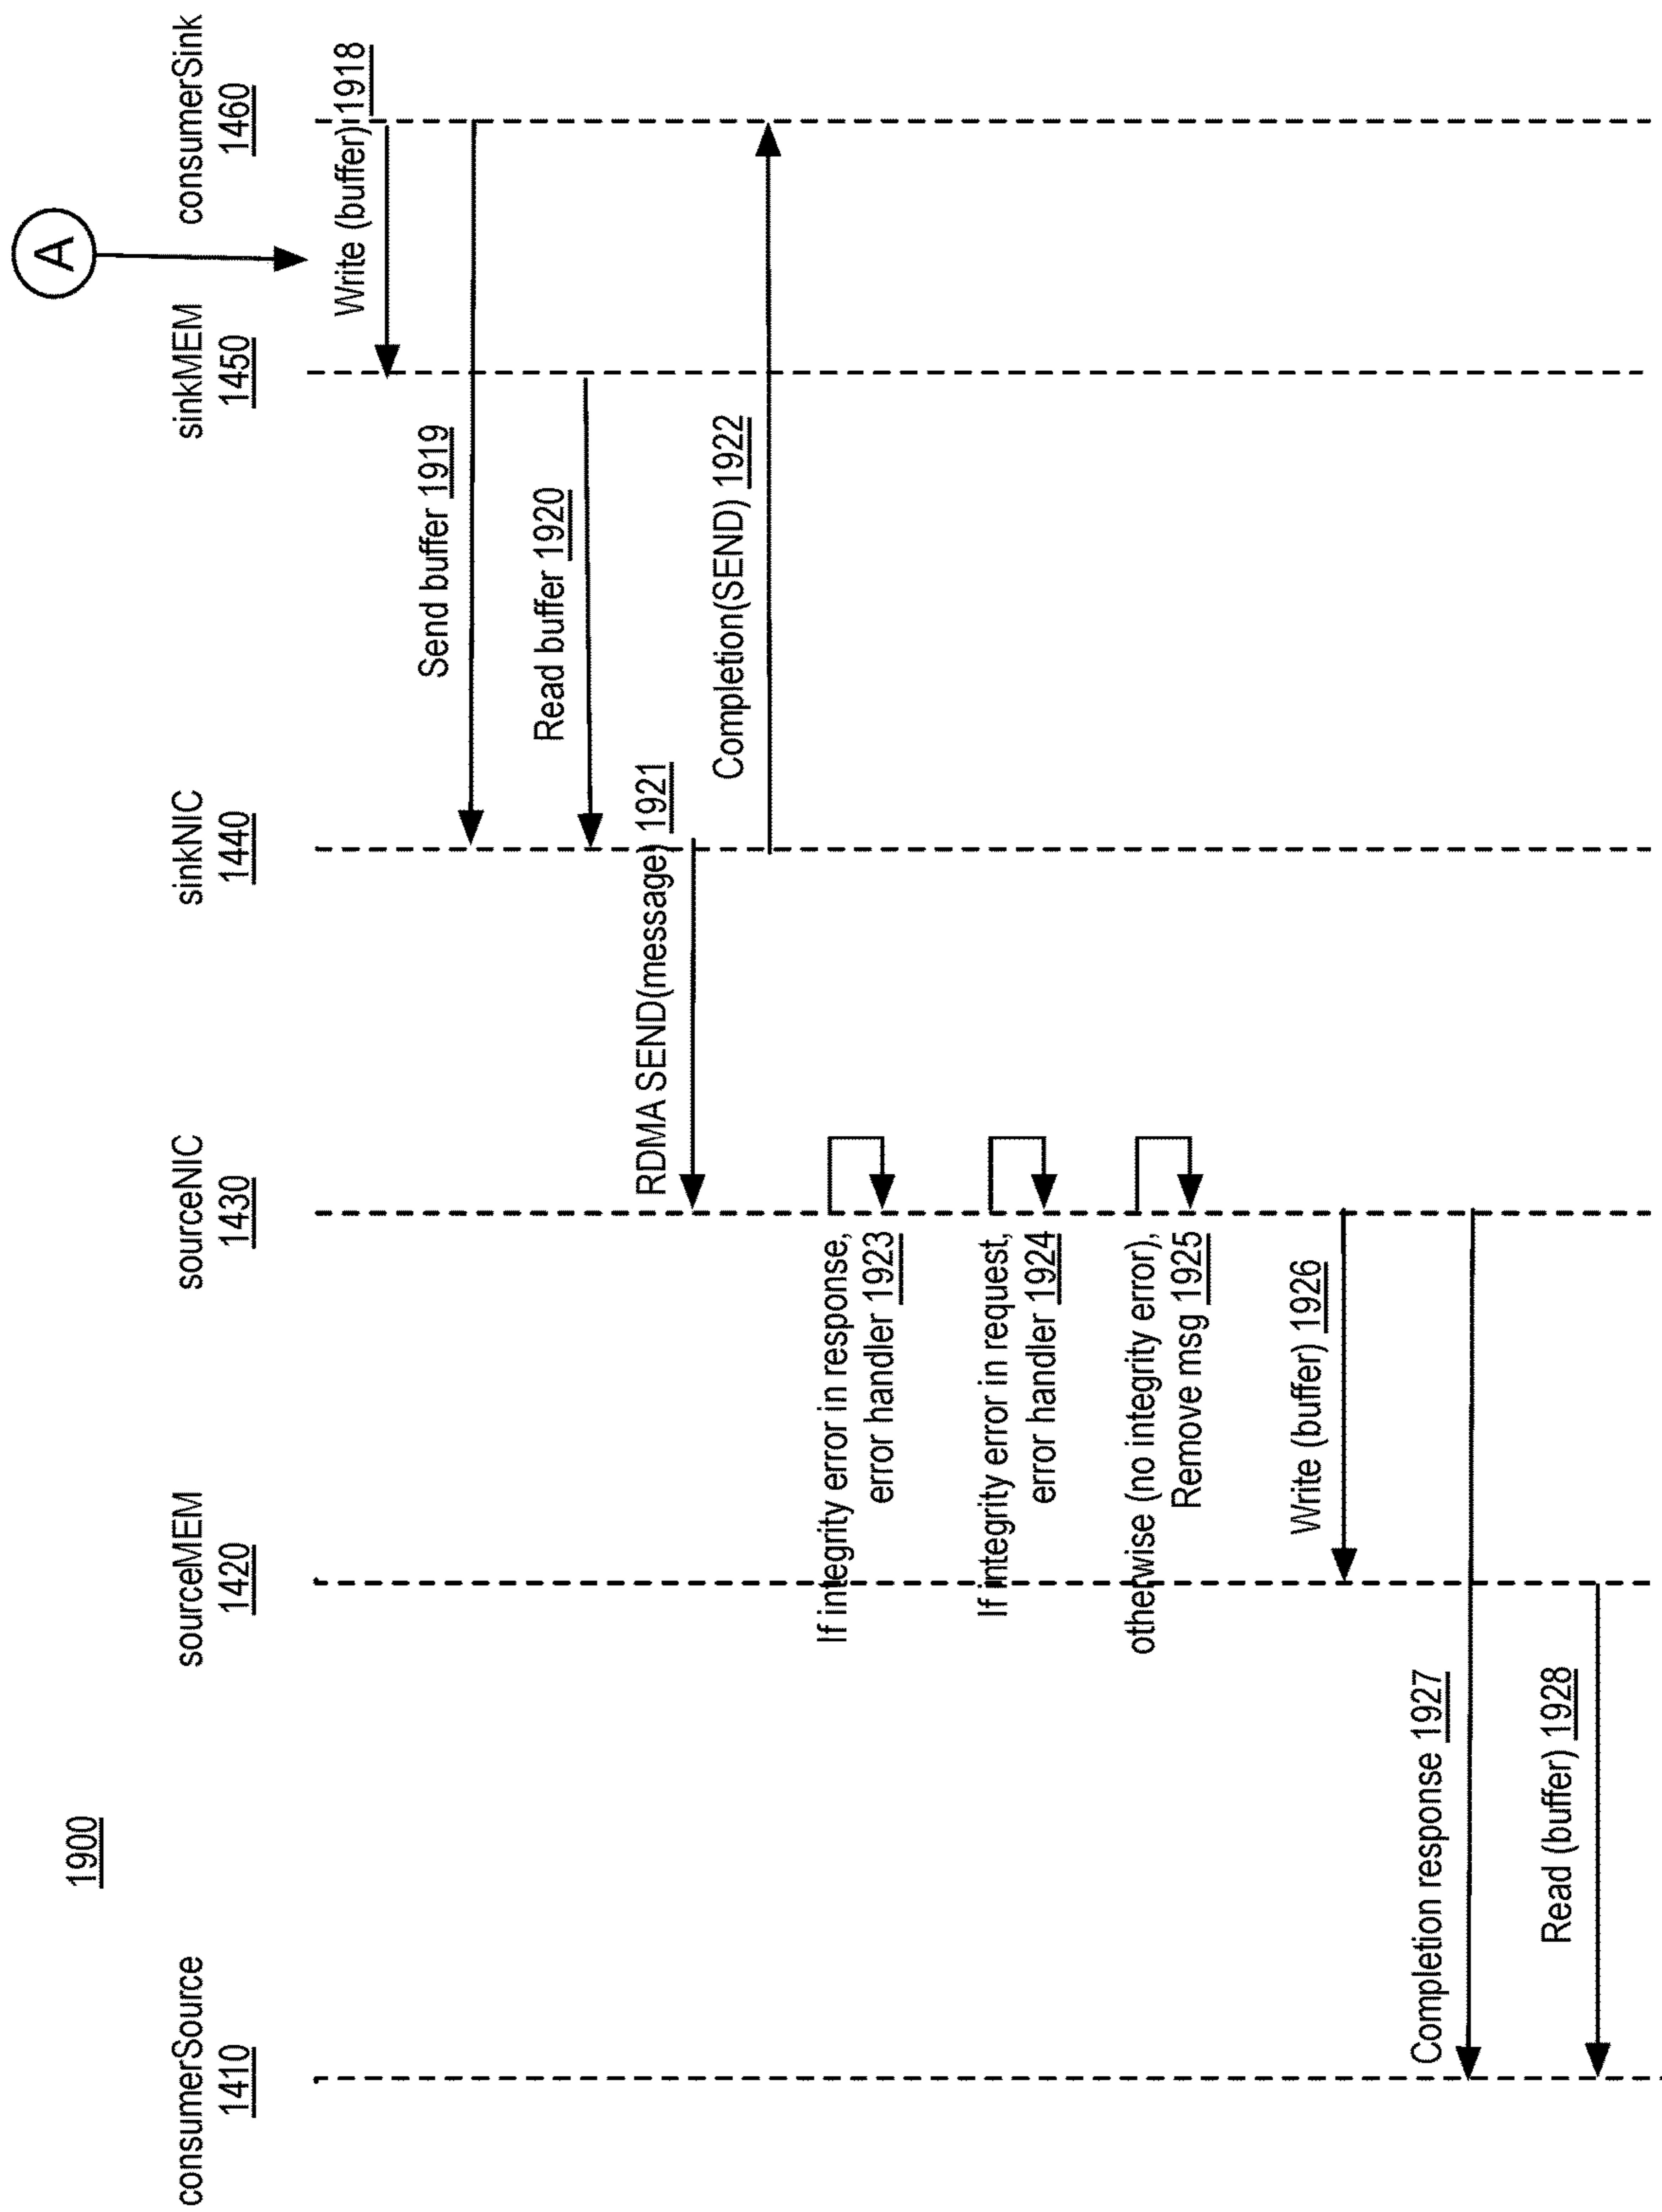 1900
A
consumerSource
1410
sourceMEM
1420
sourceNIC
1430
sinkNIC
1440
sinkMEM
1450
consumerSink
1460
Write (buffer) 1918
Send buffer 1919
Read buffer 1920
RDMA SEND(message) 1921
Completion(SEND) 1922
If integrity error in response,
error handler 1923
If integrity error in request,
error handler 1924
otherwise (no integrity error),
Remove msg 1925
Write (buffer) 1926
Completion response 1927
Read (buffer) 1928